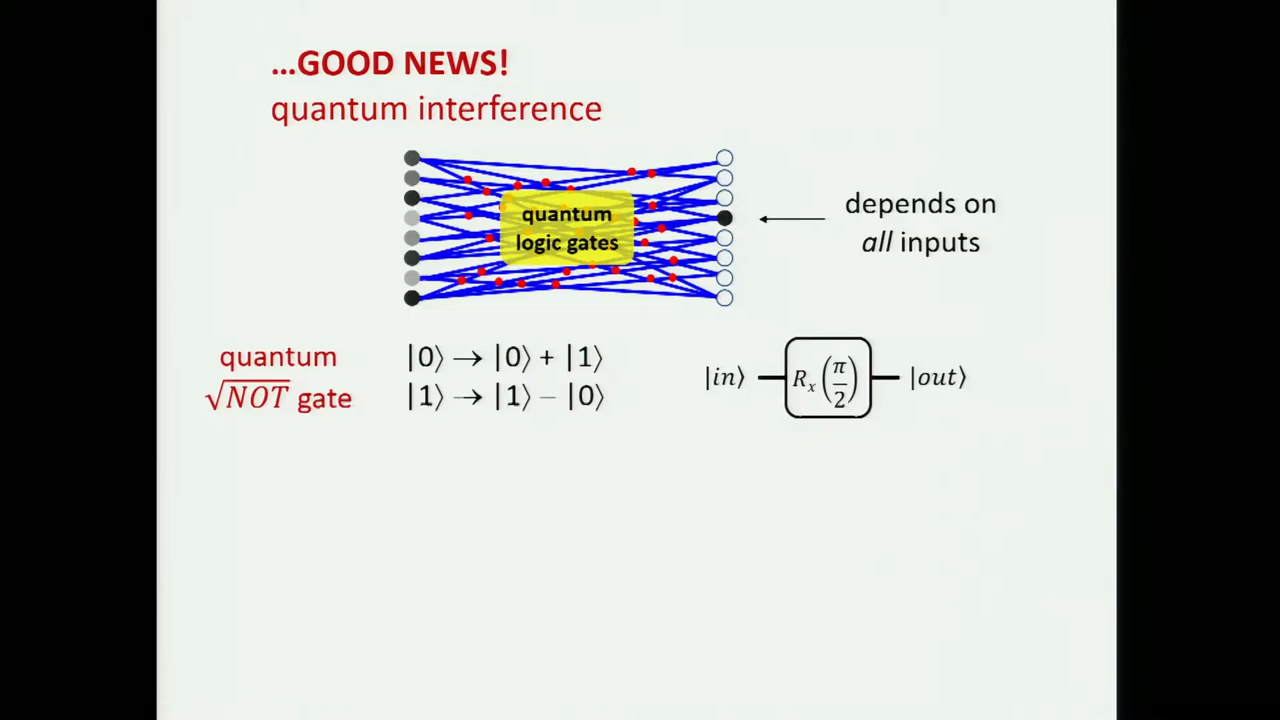 …GOOD NEWS!
quantum interference
quantum
logic gates
depends on
all inputs
quantum
√NOT gate
|0⟩ → |0⟩ + |1⟩
|1⟩ → |1⟩ – |0⟩
|in⟩ Rₓ(π/2) |out⟩